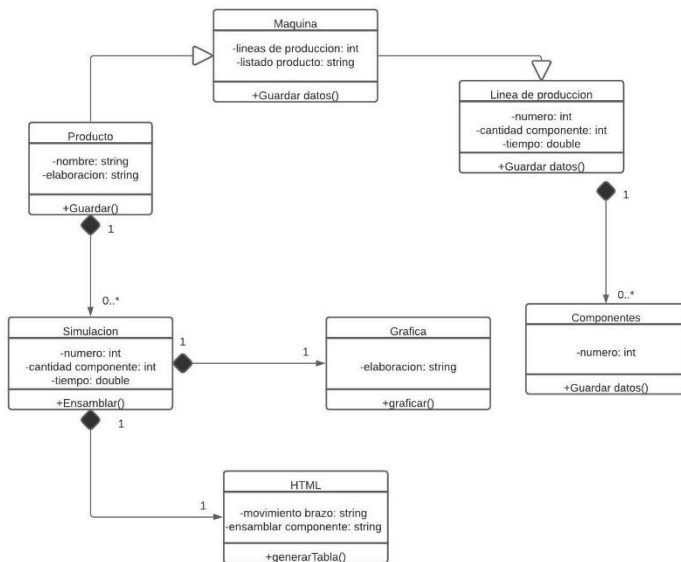 Maquina
-lineas de produccion: int
-listado producto: string
+Guardar datos()
Linea de produccion
-numero: int
-cantidad componente: int
-tiempo: double
+Guardar datos()
1
Producto
-nombre: string
-elaboracion: string
+Guardar()
1
0..*
0..*
Simulacion
-numero: int
-cantidad componente: int
-tiempo: double
+Ensamblar()
1
1
1
Grafica
-elaboracion: string
+graficar()
Componentes
-numero: int
+Guardar datos()
1
HTML
-movimiento brazo: string
-ensamblar componente: string
+generarTabla()